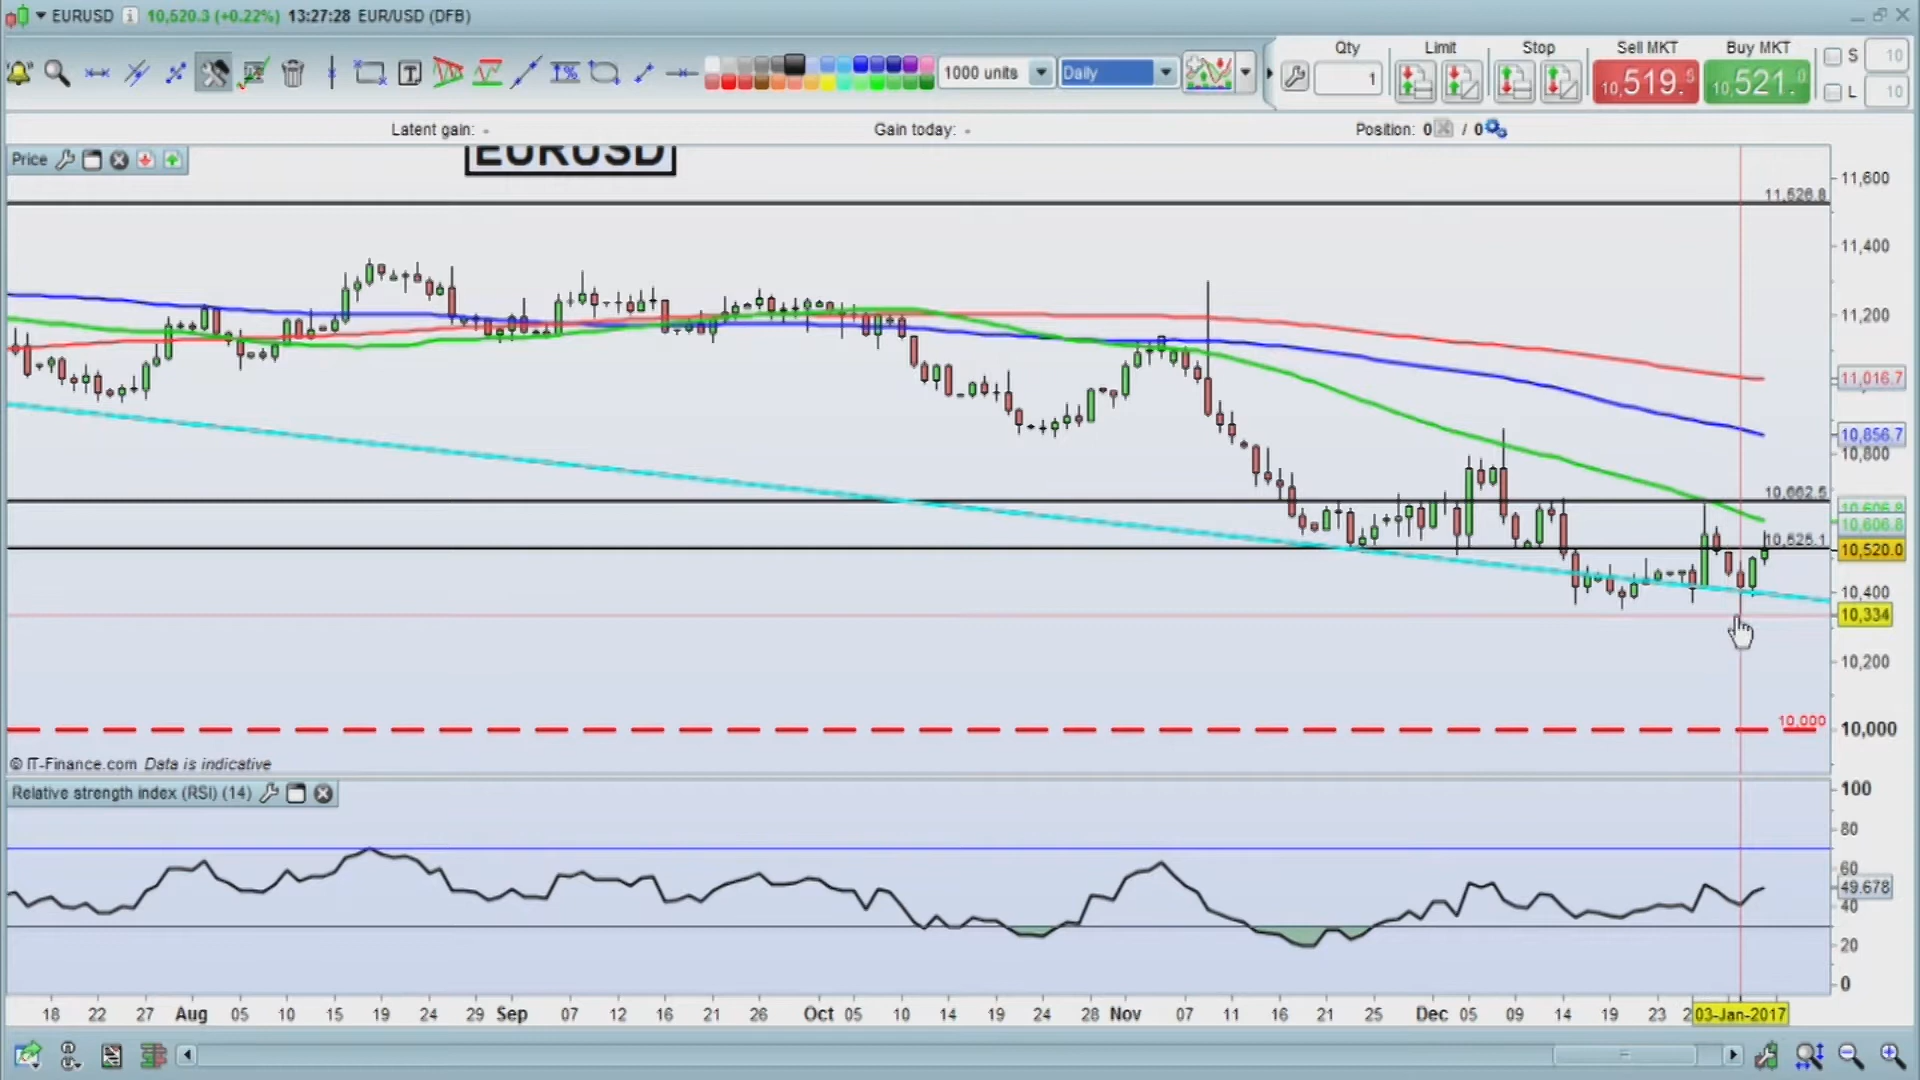 EURUSD 10,520.3 (+0.22%) 13:27:28 EUR/USD (DFB)
Qty Limit Stop Sell MKT Buy MKT S 10
1000 units Daily 1 10,519.5 10,521.0 L 10
Latent gain: - Gain today: - Position: 0 / 0
Price
EURUSD
11,600
11,526.8
11,400
11,200
11,016.7
10,856.7
10,800
10,662.5
10,606.8
10,606.8
10,525.1
10,520.0
10,400
10,334
10,200
10,000
10,000
© IT-Finance.com Data is indicative
Relative strength index (RSI) (14)
100
80
60
49.678
40
20
0
18 22 27 Aug 05 10 15 19 24 29 Sep 07 12 16 21 26 Oct 05 10 14 19 24 28 Nov 07 11 16 21 25 Dec 05 09 14 19 23 03-Jan-2017